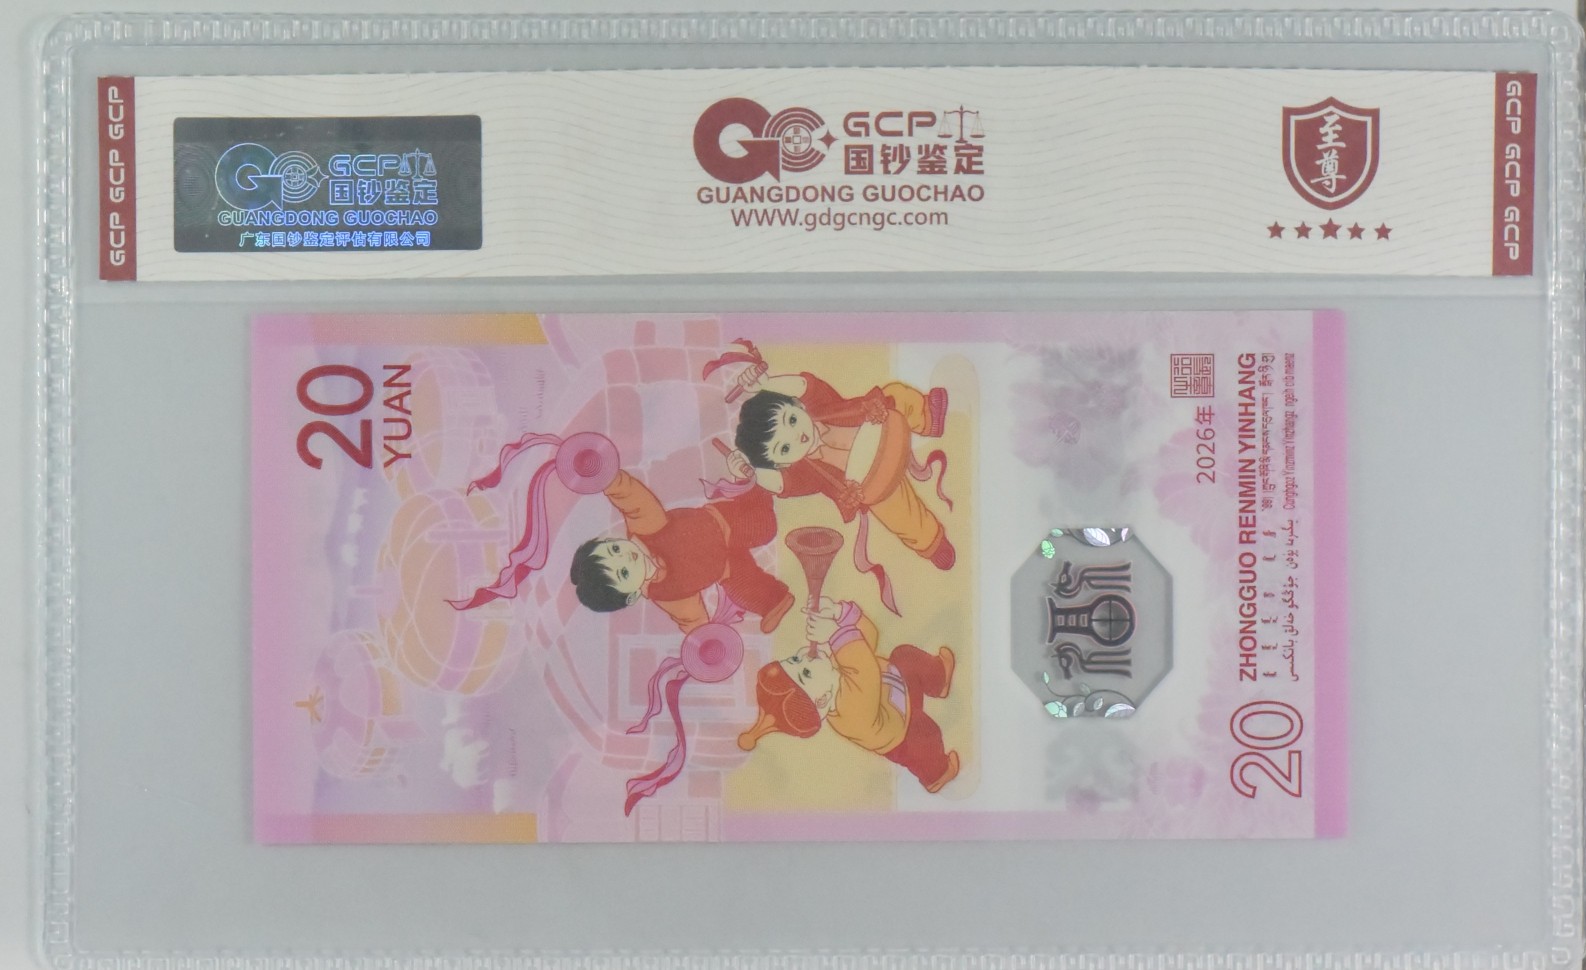 GCP GCP GCP
GCP
国钞鉴定
GUANGDONG GUOCHAO
广东国钞鉴定评估有限公司
GCP
国钞鉴定
GUANGDONG GUOCHAO
WWW.gdgcngc.com
至尊
GCP GCP GCP
20
YUAN
2026年
ZHONGGUO RENMIN YINHANG
20